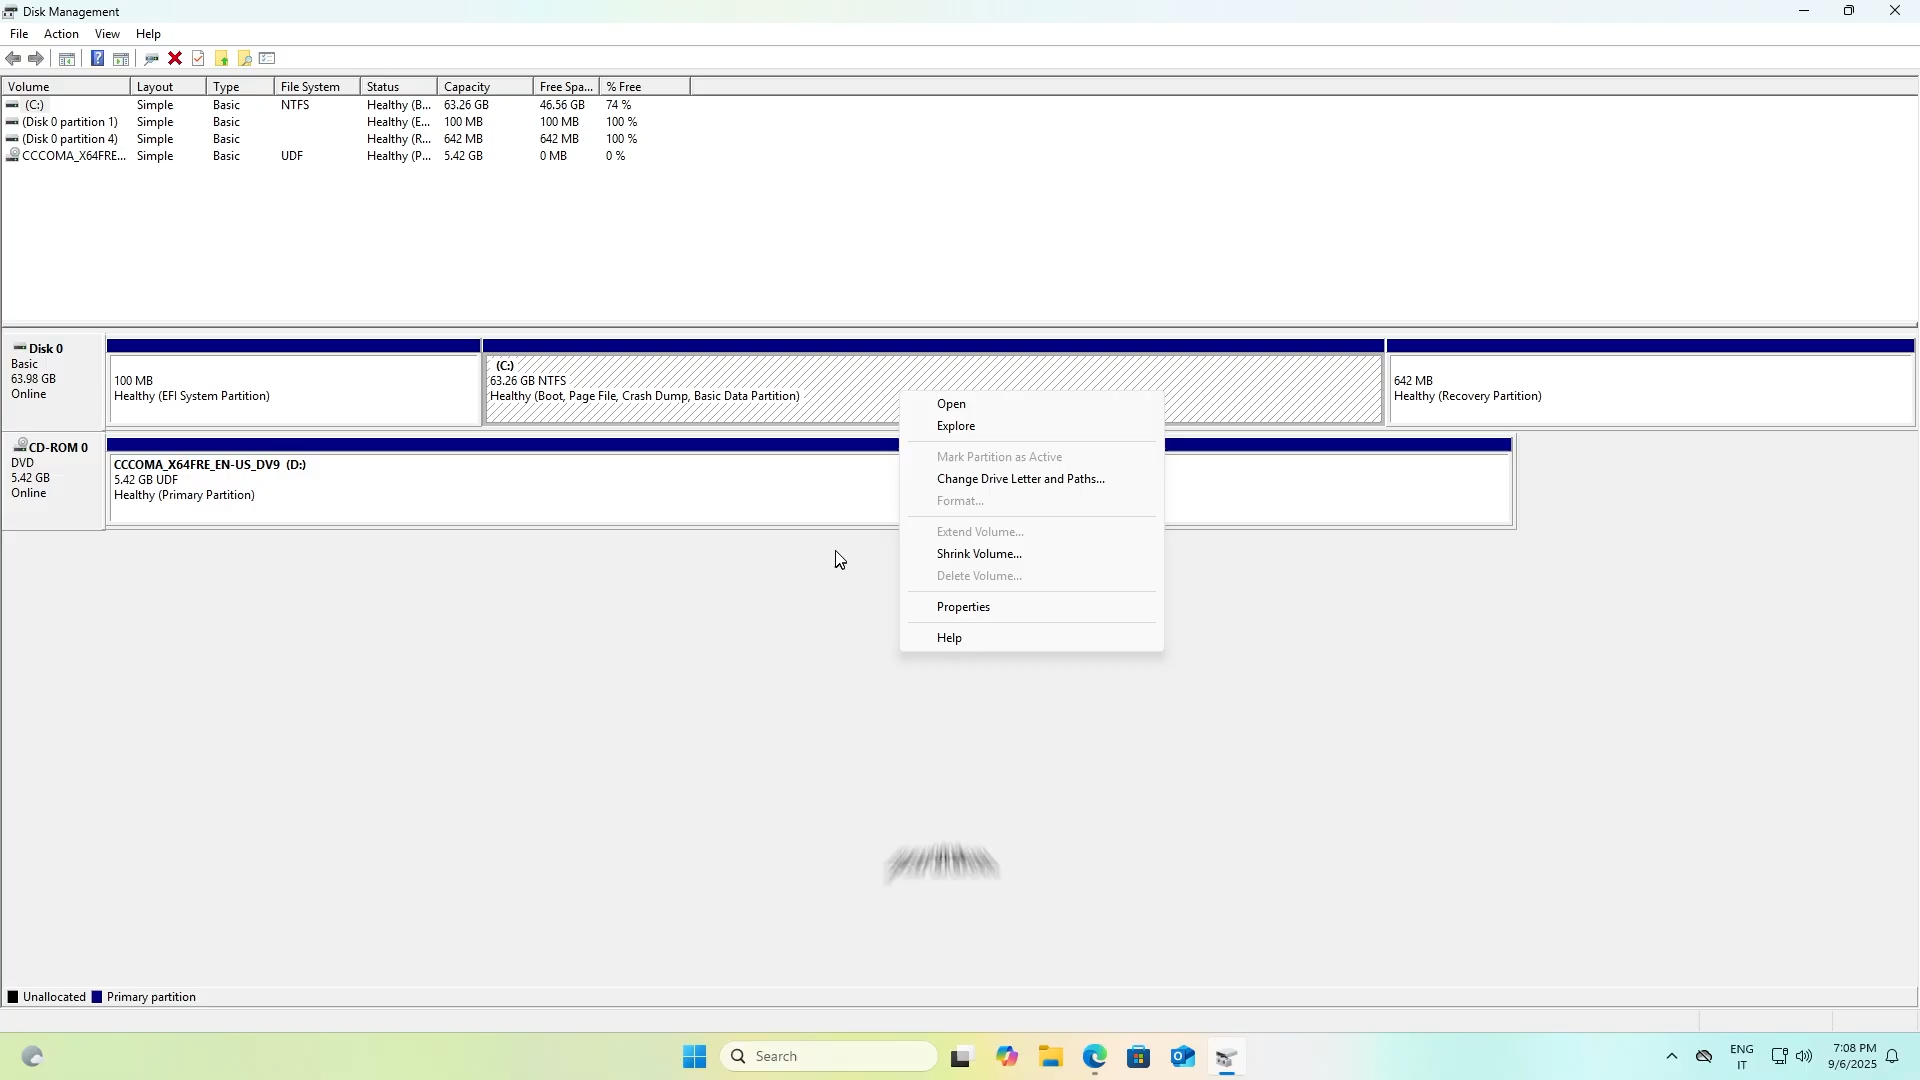 Disk Management
File Action View Help
Volume Layout Type File System Status Capacity Free Spa... % Free
(C:) Simple Basic NTFS Healthy (B... 63.26 GB 46.56 GB 74 %
(Disk 0 partition 1) Simple Basic Healthy (E... 100 MB 100 MB 100 %
(Disk 0 partition 4) Simple Basic Healthy (R... 642 MB 642 MB 100 %
CCCOMA_X64FRE... Simple Basic UDF Healthy (P... 5.42 GB 0 MB 0 %
Disk 0
Basic
63.98 GB
Online
100 MB
Healthy (EFI System Partition)
(C:)
63.26 GB NTFS
Healthy (Boot, Page File, Crash Dump, Basic Data Partition)
642 MB
Healthy (Recovery Partition)
CD-ROM 0
DVD
5.42 GB
Online
CCCOMA_X64FRE_EN-US_DV9 (D:)
5.42 GB UDF
Healthy (Primary Partition)
Open
Explore
Mark Partition as Active
Change Drive Letter and Paths...
Format...
Extend Volume...
Shrink Volume...
Delete Volume...
Properties
Help
Unallocated Primary partition
Search
ENG
IT
7:08 PM
9/6/2025